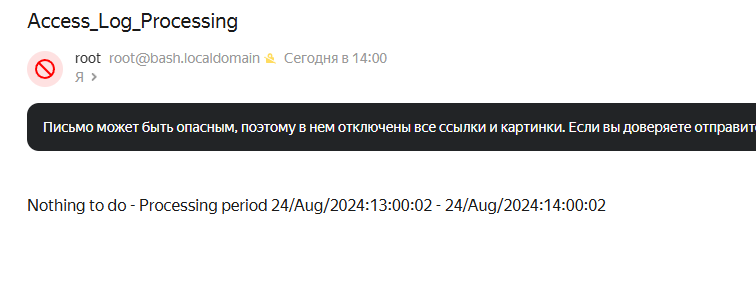 Access_Log_Processing
root root@bash.localdomain Сегодня в 14:00
Я >
Письмо может быть опасным, поэтому в нем отключены все ссылки и картинки. Если вы доверяете отправит
Nothing to do - Processing period 24/Aug/2024:13:00:02 - 24/Aug/2024:14:00:02